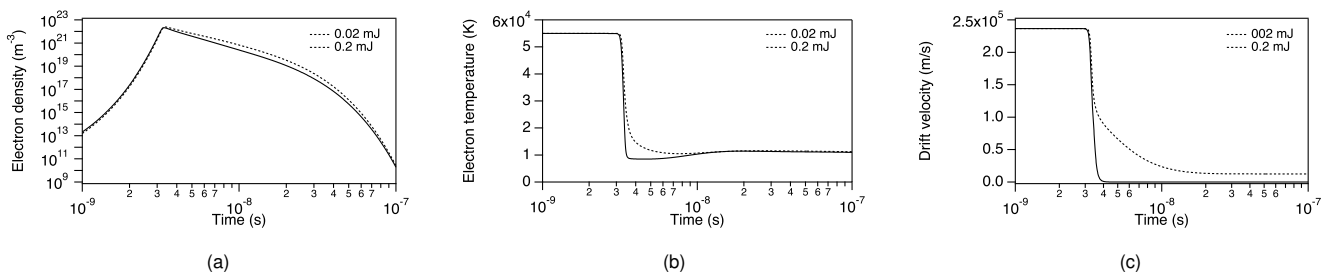 10^23
10^21
10^19
10^17
10^15
10^13
10^11
10^9
Electron density (m^-3)
0.02 mJ
0.2 mJ
10^-9 2 3 4 5 6 7 10^-8 2 3 4 5 6 7 10^-7
Time (s)
(a)
6x10^4
5
4
3
2
1
0
Electron temperature (K)
0.02 mJ
0.2 mJ
10^-9 2 3 4 5 6 7 10^-8 2 3 4 5 6 7 10^-7
Time (s)
(b)
2.5x10^5
2.0
1.5
1.0
0.5
0.0
Drift velocity (m/s)
002 mJ
0.2 mJ
10^-9 2 3 4 5 6 10^-8 2 3 4 5 6 10^-7
Time (s)
(c)